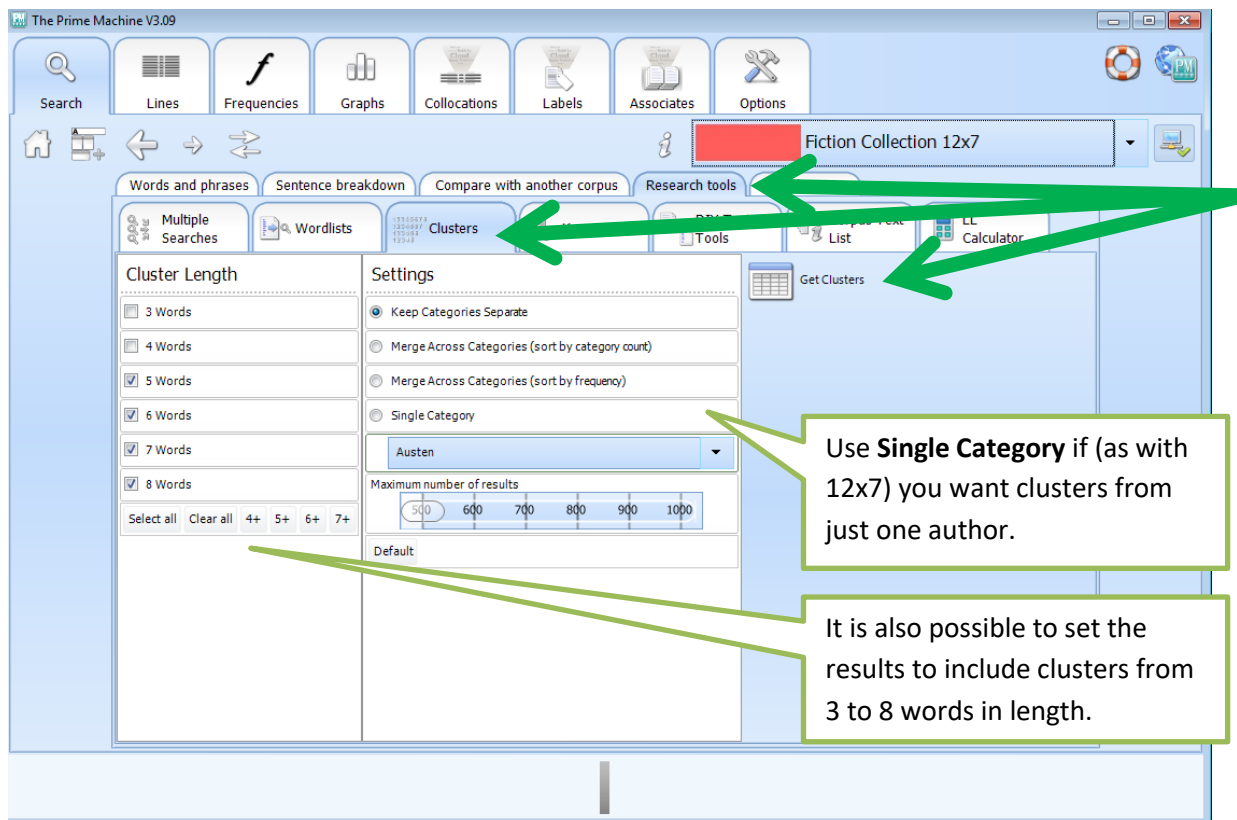 The Prime Machine V3.09
Search
Lines
Frequencies
Graphs
Collocations
Labels
Associates
Options
Fiction Collection 12x7
Words and phrases
Sentence breakdown
Compare with another corpus
Research tools
Multiple
Searches
Wordlists
Clusters
Tools
List
LL
Calculator
Cluster Length
3 Words
4 Words
5 Words
6 Words
7 Words
8 Words
Select all Clear all 4+ 5+ 6+ 7+
Settings
Keep Categories Separate
Merge Across Categories (sort by category count)
Merge Across Categories (sort by frequency)
Single Category
Austen
Maximum number of results
500 600 700 800 900 1000
Default
Get Clusters
Use Single Category if (as with
12x7) you want clusters from
just one author.
It is also possible to set the
results to include clusters from
3 to 8 words in length.